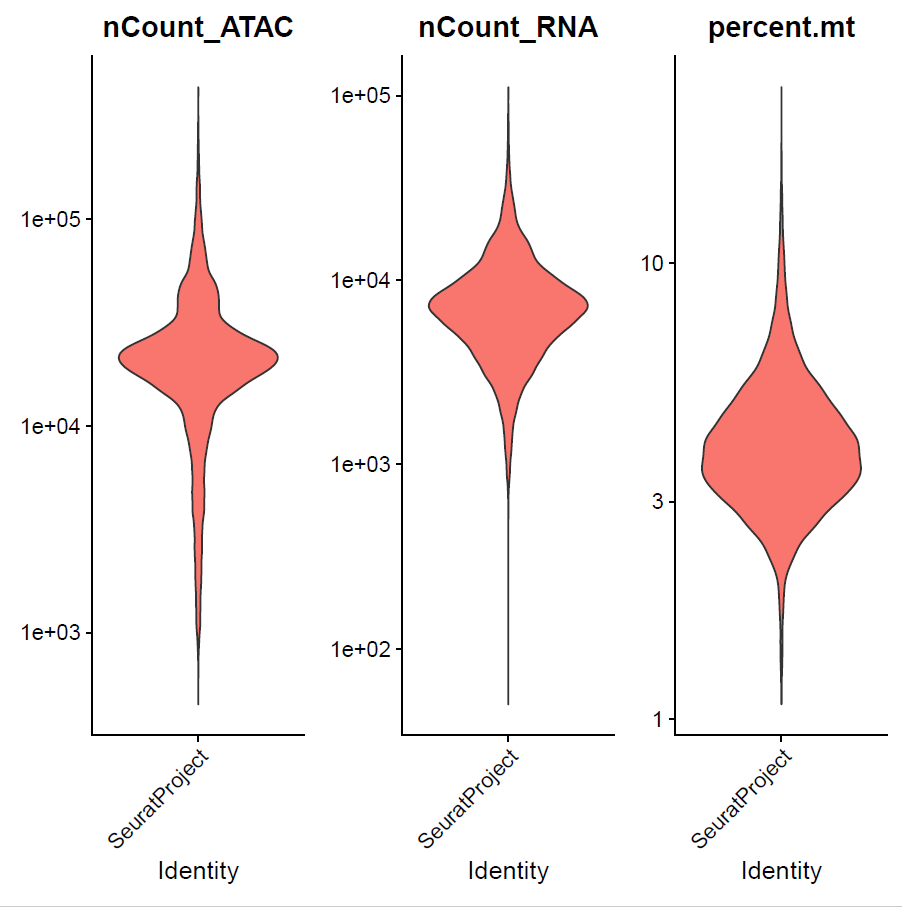 nCount_ATAC
1e+05
1e+04
1e+03
SeuratProject
Identity
nCount_RNA
1e+05
1e+04
1e+03
1e+02
SeuratProject
Identity
percent.mt
10
3
1
SeuratProject
Identity